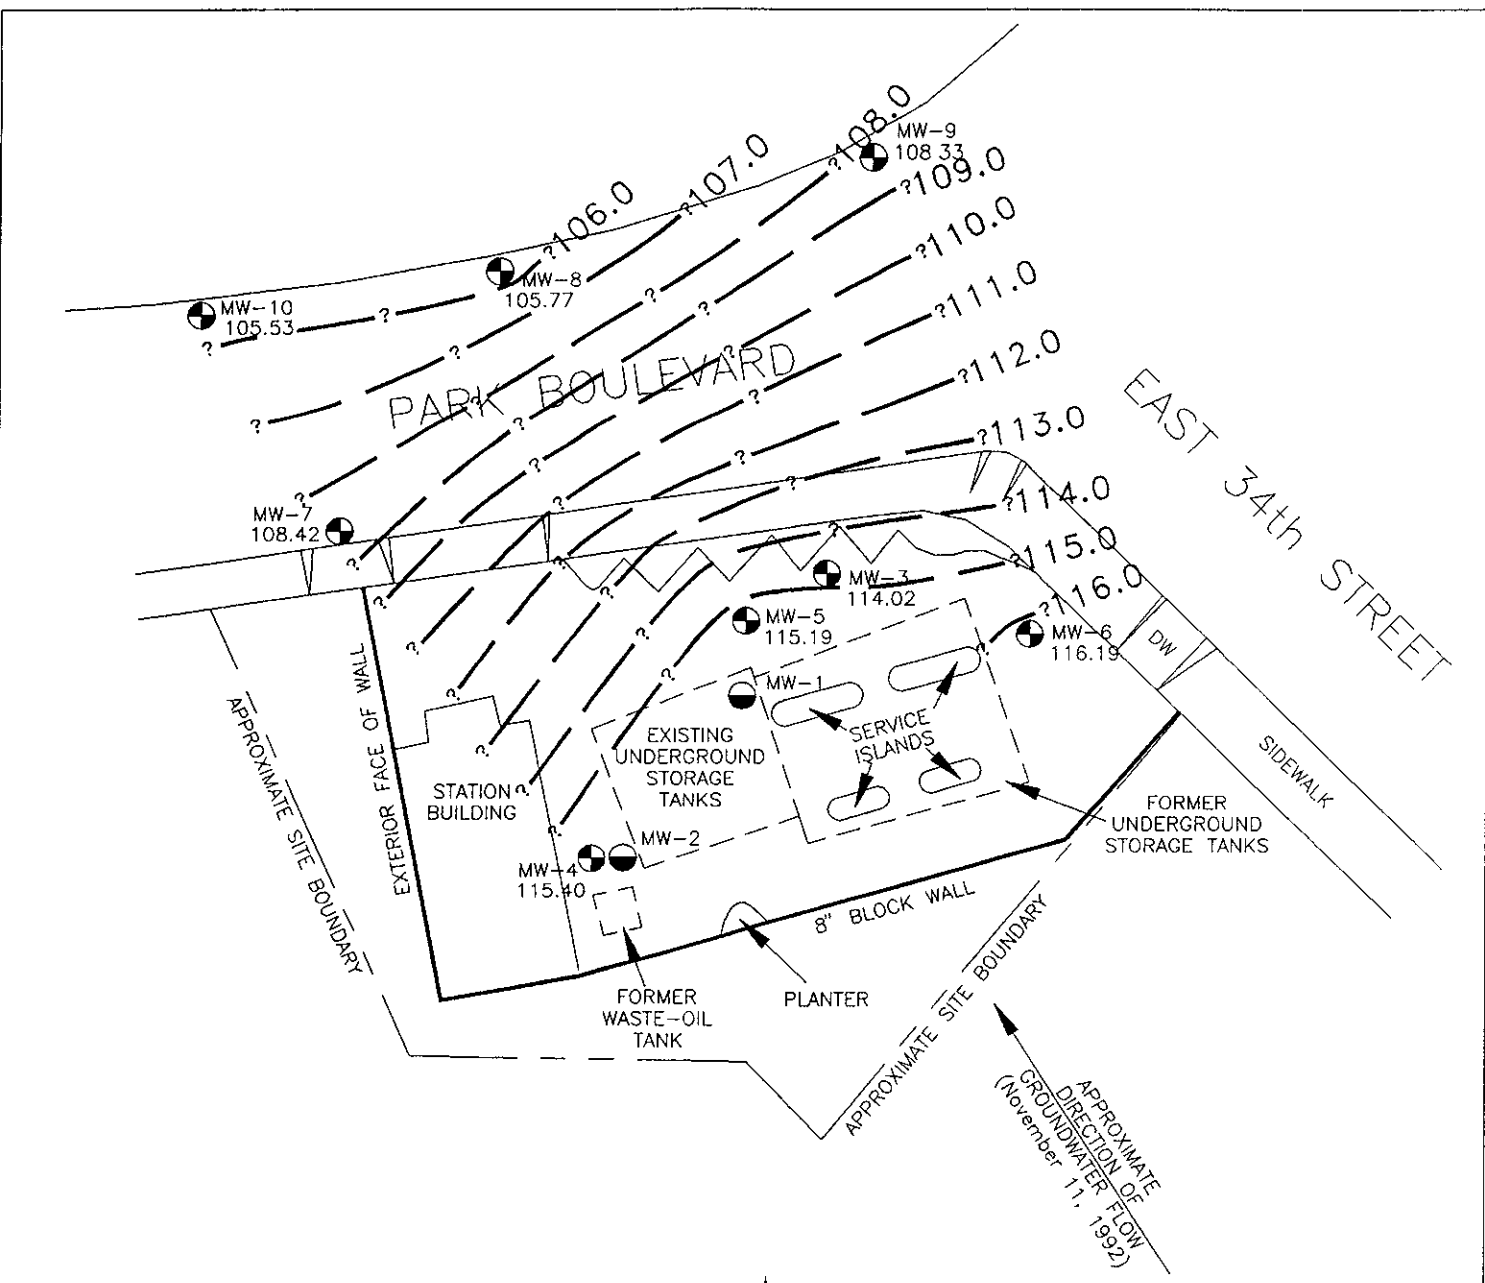 108.0
MW-9
108.33
107.0
109.0
106.0
110.0
MW-8
105.77
111.0
MW-10
105.53
112.0
PARK BOULEVARD
113.0
EAST 34th STREET
114.0
MW-7
108.42
115.0
MW-3
114.02
116.0
MW-5
115.19
MW-6
116.19
DW
MW-1
EXTERIOR FACE OF WALL
APPROXIMATE SITE BOUNDARY
EXISTING
UNDERGROUND
STORAGE
TANKS
SERVICE
ISLANDS
SIDEWALK
STATION
BUILDING
FORMER
UNDERGROUND
STORAGE TANKS
MW-2
MW-4
115.40
8" BLOCK WALL
FORMER
WASTE-OIL
TANK
PLANTER
APPROXIMATE SITE BOUNDARY
APPROXIMATE
DIRECTION OF
GROUNDWATER FLOW
(November 11, 1992)